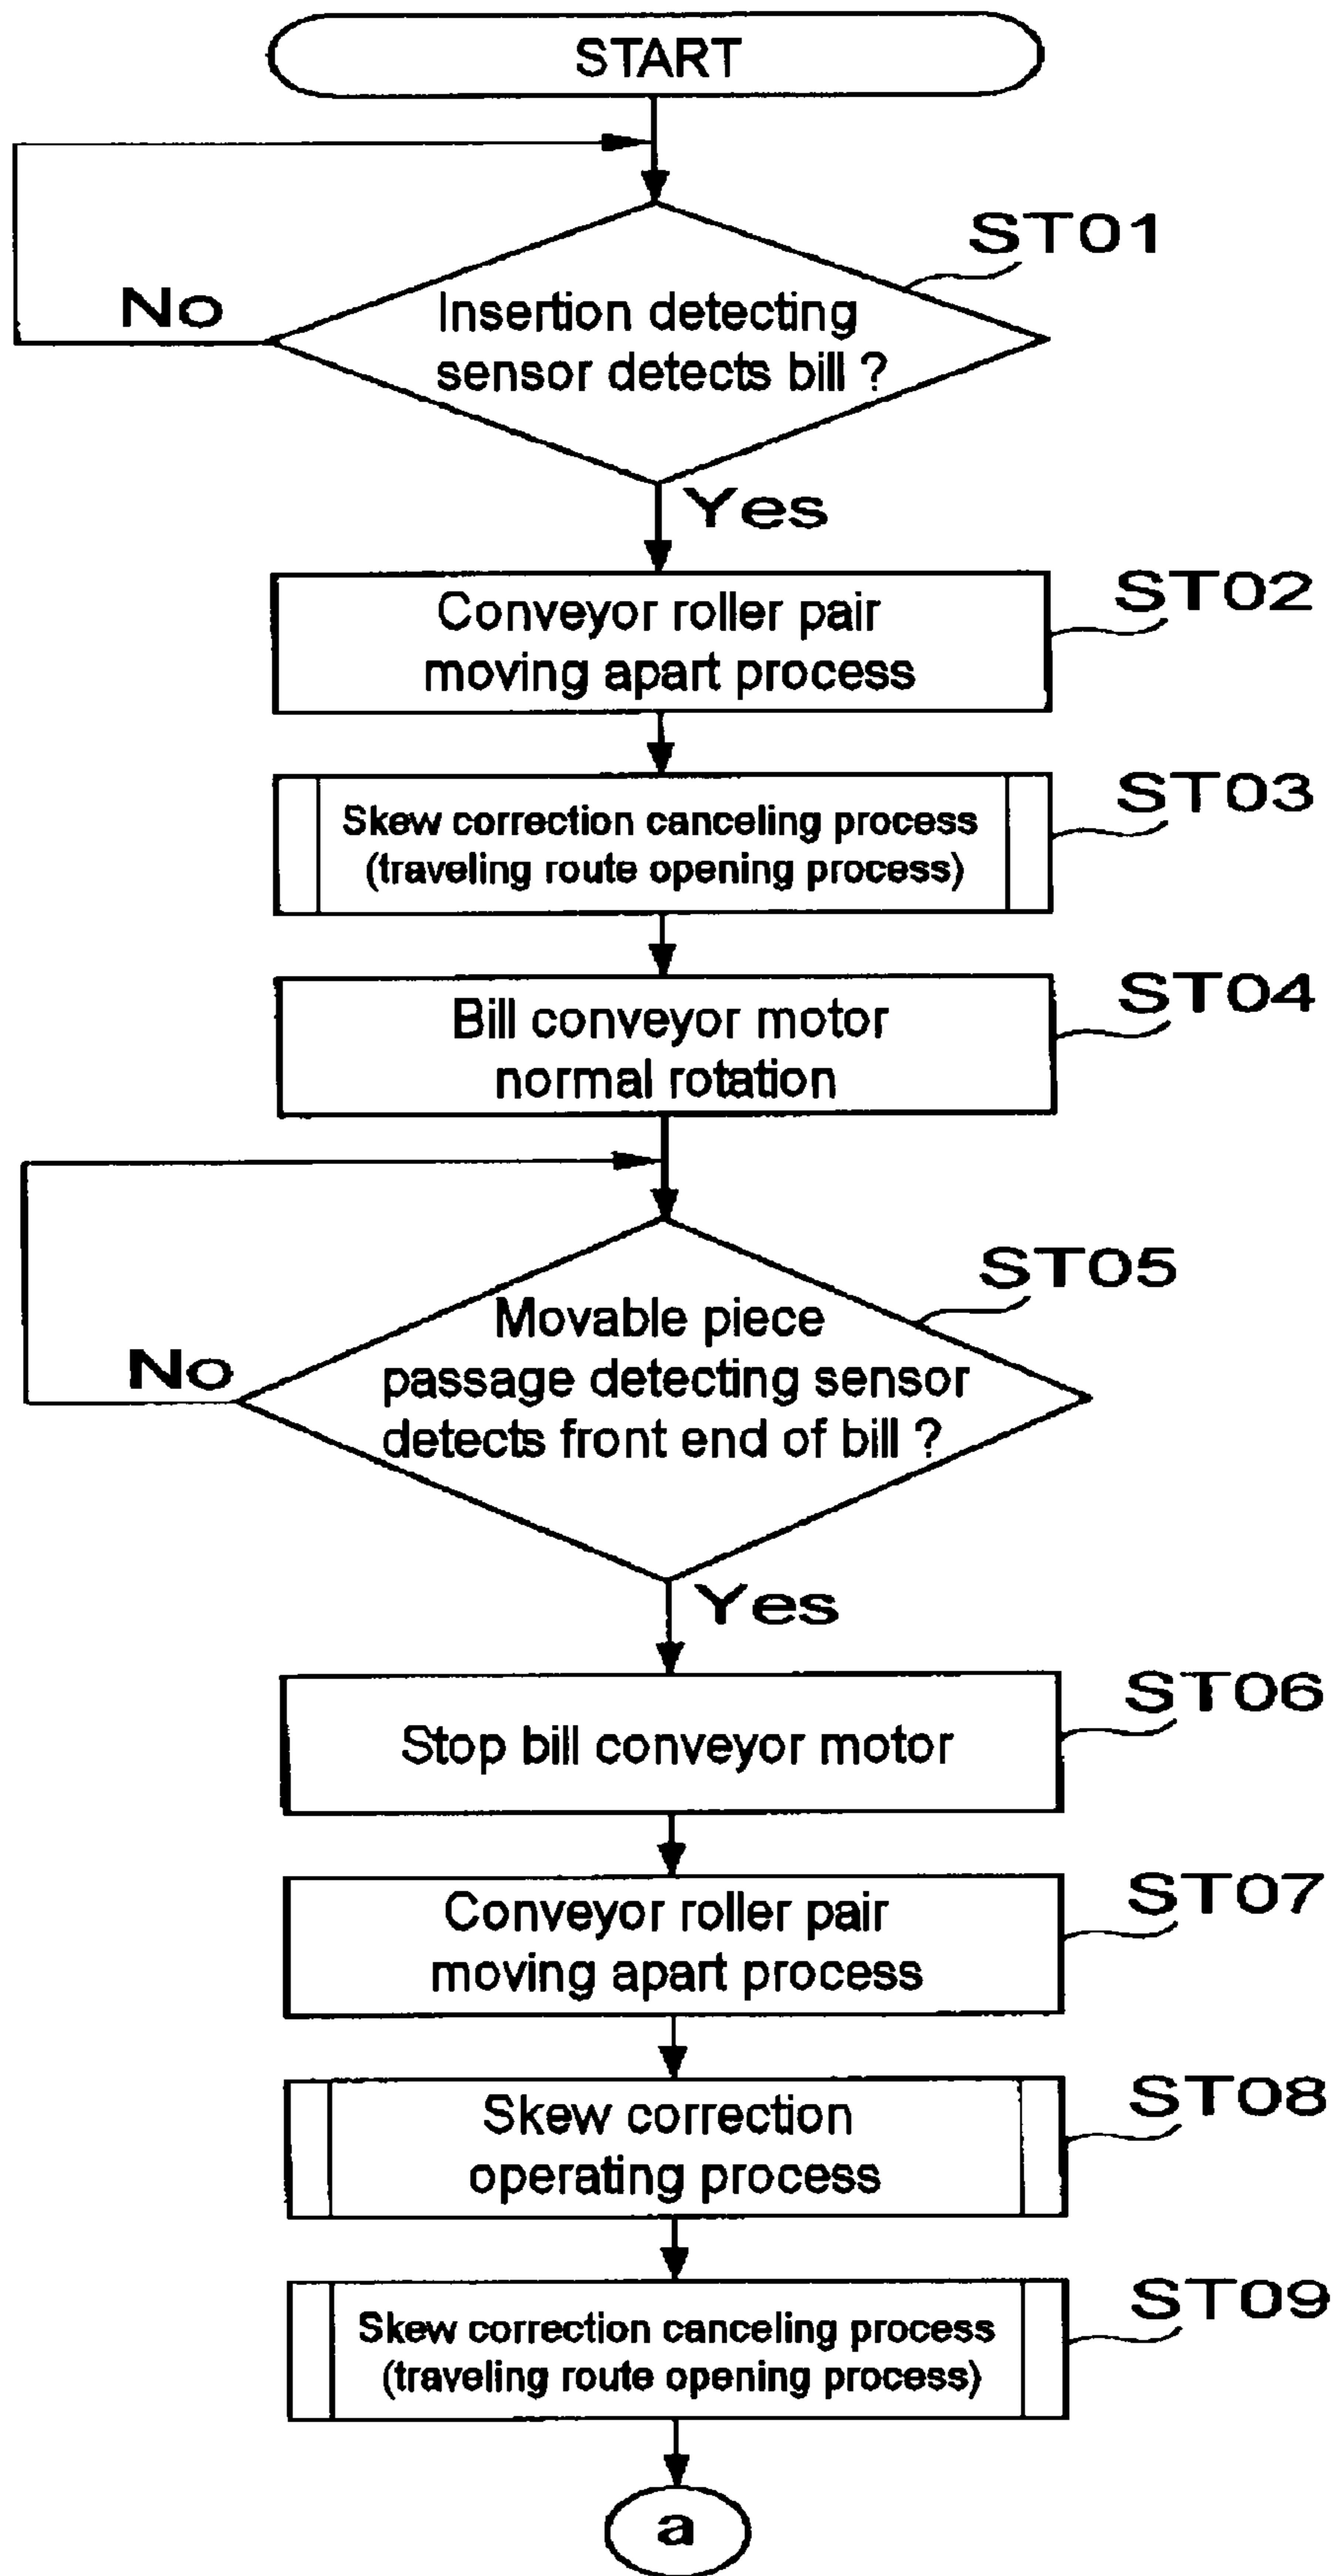 START
ST01
No
Insertion detecting
sensor detects bill ?
Yes
ST02
Conveyor roller pair
moving apart process
ST03
Skew correction canceling process
(traveling route opening process)
ST04
Bill conveyor motor
normal rotation
ST05
Movable piece
No
passage detecting sensor
detects front end of bill ?
Yes
ST06
Stop bill conveyor motor
ST07
Conveyor roller pair
moving apart process
ST08
Skew correction
operating process
ST09
Skew correction canceling process
(traveling route opening process)
a